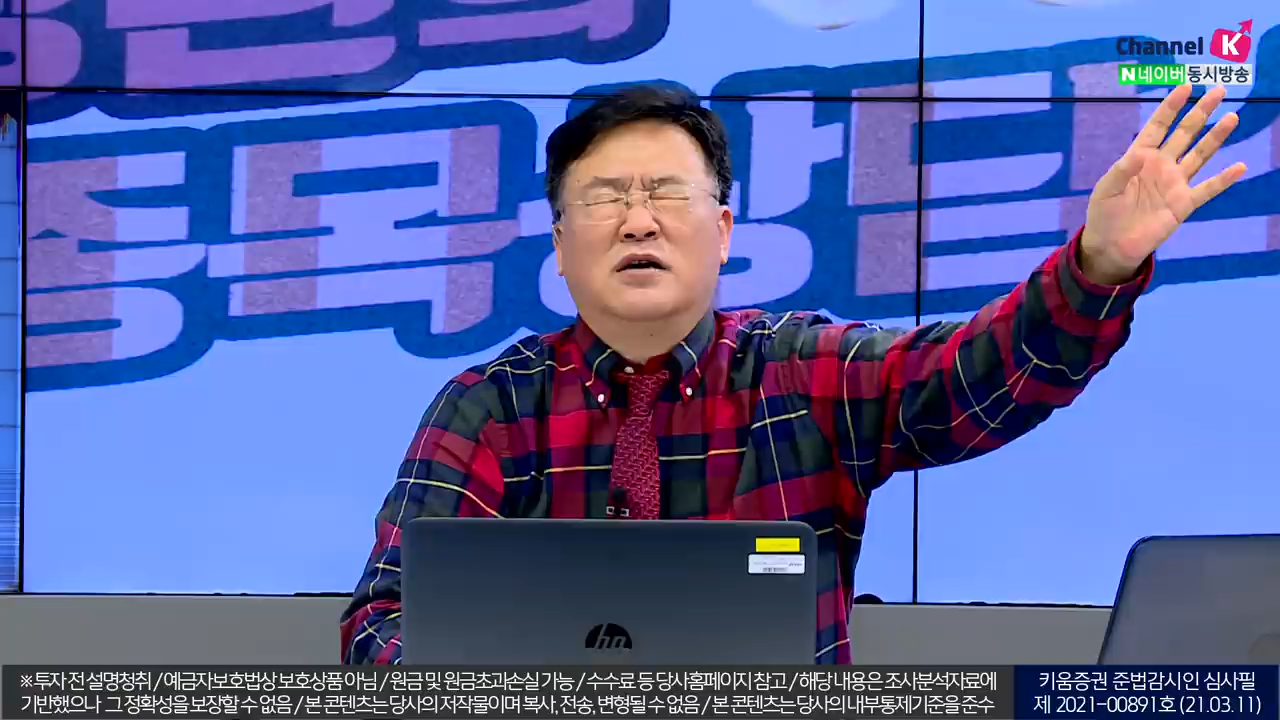 Channel K
N네이버 동시방송
종목상담
hp
※ 투자 전 설명청취 / 예금자보호법상 보호상품 아님 / 원금 및 원금초과손실 가능 / 수수료 등 당사홈페이지 참고 / 해당 내용은 조사분석자료에
기반했으나 그 정확성을 보장할 수 없음 / 본 콘텐츠는 당사의 저작물이며 복사, 전송, 변형될 수 없음 / 본 콘텐츠는 당사의 내부통제기준을 준수
키움증권 준법감시인 심사필
제 2021-00891호 (21.03.11)